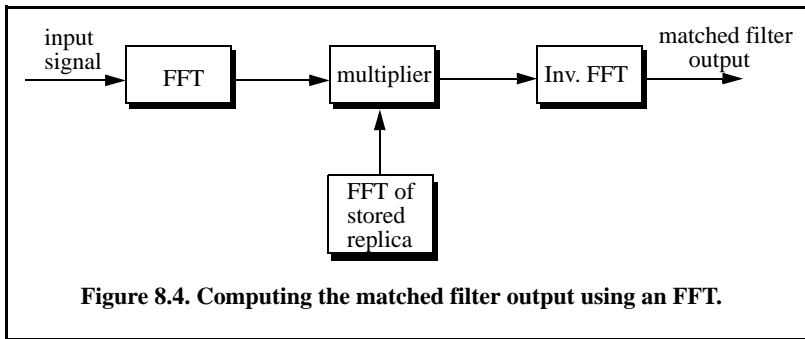 input
signal
FFT
multiplier
Inv. FFT
matched filter
output
FFT of
stored
replica
Figure 8.4. Computing the matched filter output using an FFT.